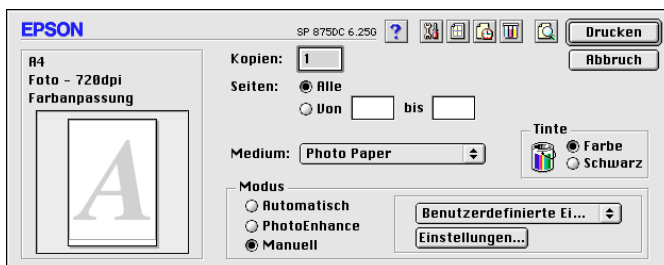 EPSON
SP 875DC 6.25G
?
Drucken
Abbruch
A4
Foto - 720dpi
Farbanpassung
A
Kopien: 1
Seiten: Alle
Von bis
Medium: Photo Paper
Tinte
Farbe
Schwarz
Modus
Automatisch
PhotoEnhance
Manuell
Benutzerdefinierte Ei...
Einstellungen...